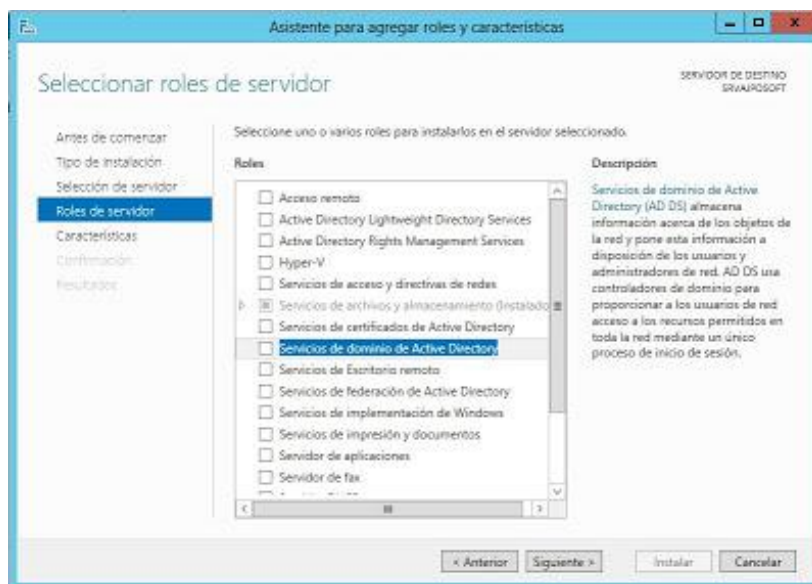 Asistente para agregar roles y características
Seleccionar roles de servidor
SERVIDOR DE DESTINO
SRVAJPOSOFT
Antes de comenzar
Tipo de instalación
Selección de servidor
Roles de servidor
Características
Confirmación
Resultados
Seleccione uno o varios roles para instalarlos en el servidor seleccionado.
Roles
Acceso remoto
Active Directory Lightweight Directory Services
Active Directory Rights Management Services
Hyper-V
Servicios de acceso y directivas de redes
Servicios de archivos y almacenamiento (Instalado
Servicios de certificados de Active Directory
Servicios de dominio de Active Directory
Servicios de Escritorio remoto
Servicios de federación de Active Directory
Servicios de implementación de Windows
Servicios de impresión y documentos
Servidor de aplicaciones
Servidor de fax
Descripción
Servicios de dominio de Active
Directory (AD DS) almacena
información acerca de los objetos de
la red y pone esta información a
disposición de los usuarios y
administradores de red. AD DS usa
controladores de dominio para
proporcionar a los usuarios de red
acceso a los recursos permitidos en
toda la red mediante un único
proceso de inicio de sesión.
< Anterior
Siguiente >
Instalar
Cancelar